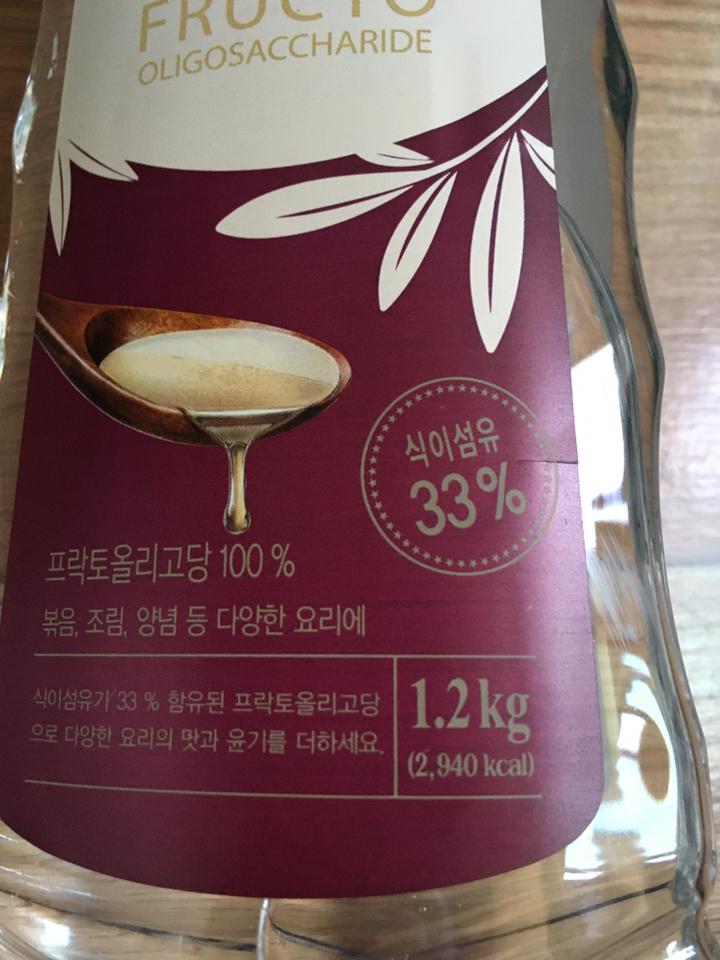 FRUCTO
OLIGOSACCHARIDE
식이섬유
33%
프락토올리고당 100 %
볶음, 조림, 양념 등 다양한 요리에
식이섬유가 33 % 함유된 프락토올리고당
으로 다양한 요리의 맛과 윤기를 더하세요.
1.2 kg
(2,940 kcal)